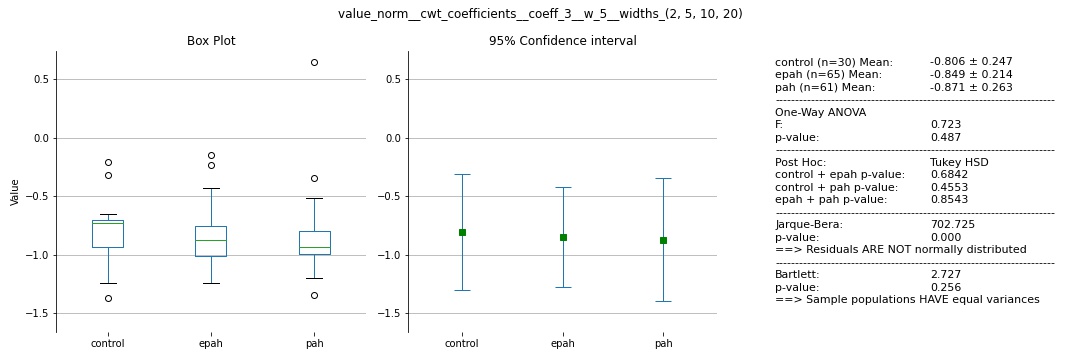 value_norm__cwt_coefficients__coeff_3__w_5__widths_(2, 5, 10, 20)
Box Plot
Value
0.5
0.0
−0.5
−1.0
−1.5
control epah pah
95% Confidence interval
0.5
0.0
−0.5
−1.0
−1.5
control epah pah
control (n=30) Mean: -0.806 ± 0.247
epah (n=65) Mean: -0.849 ± 0.214
pah (n=61) Mean: -0.871 ± 0.263
One-Way ANOVA
F: 0.723
p-value: 0.487
Post Hoc: Tukey HSD
control + epah p-value: 0.6842
control + pah p-value: 0.4553
epah + pah p-value: 0.8543
Jarque-Bera: 702.725
p-value: 0.000
==> Residuals ARE NOT normally distributed
Bartlett: 2.727
p-value: 0.256
==> Sample populations HAVE equal variances